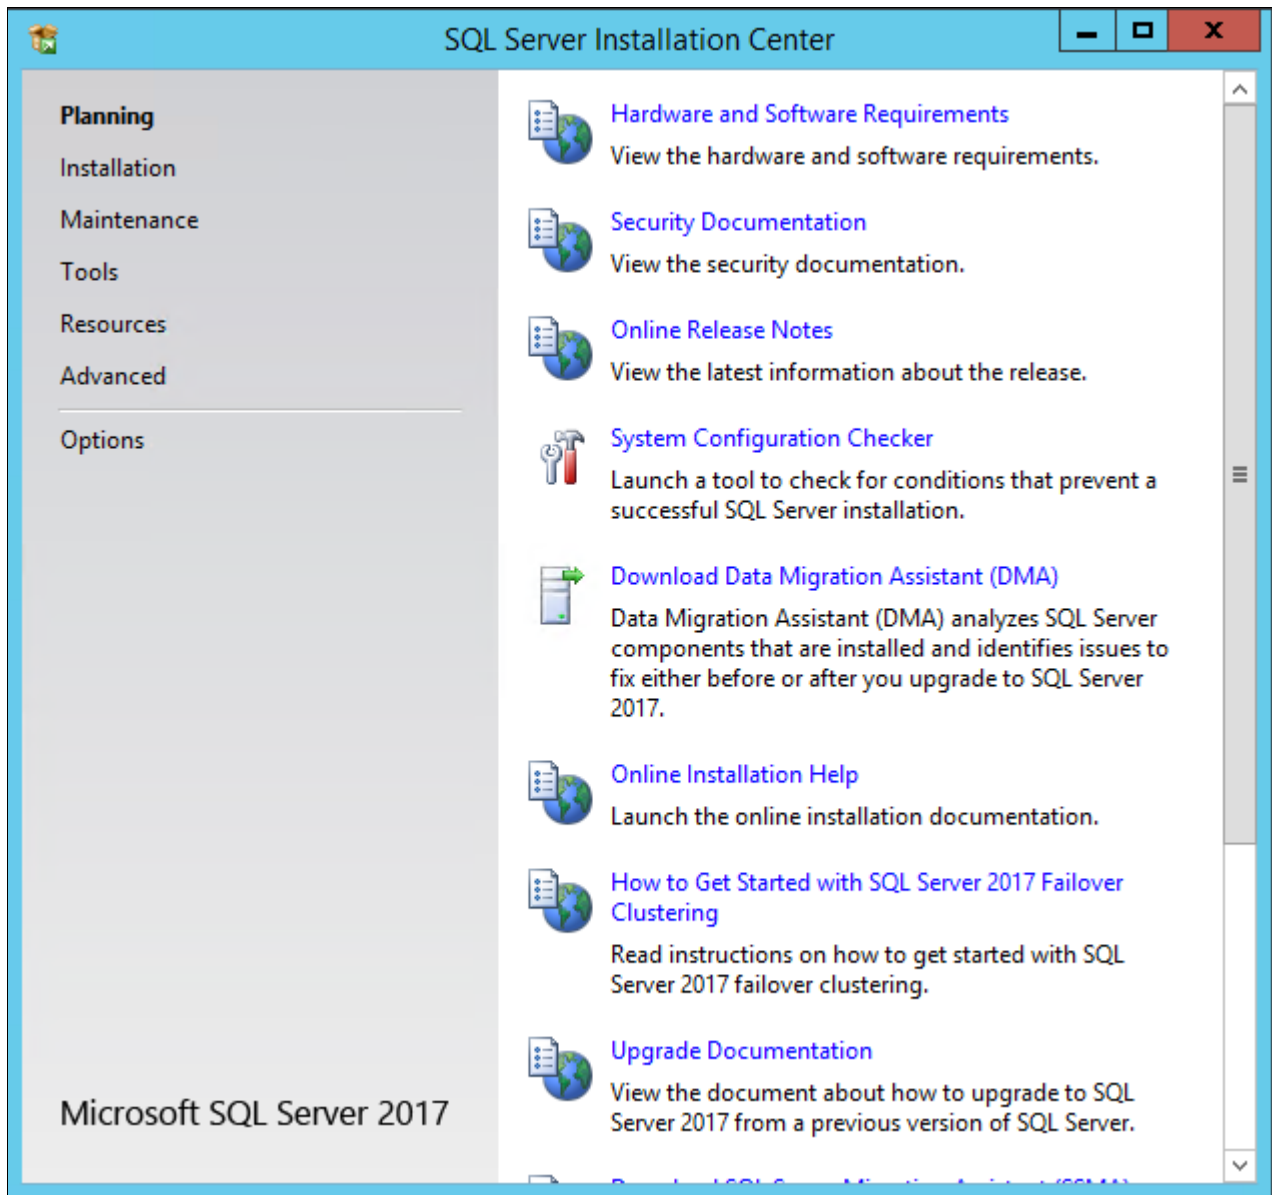 SQL Server Installation Center
Planning
Installation
Maintenance
Tools
Resources
Advanced
Options
Microsoft SQL Server 2017
Hardware and Software Requirements
View the hardware and software requirements.
Security Documentation
View the security documentation.
Online Release Notes
View the latest information about the release.
System Configuration Checker
Launch a tool to check for conditions that prevent a
successful SQL Server installation.
Download Data Migration Assistant (DMA)
Data Migration Assistant (DMA) analyzes SQL Server
components that are installed and identifies issues to
fix either before or after you upgrade to SQL Server
2017.
Online Installation Help
Launch the online installation documentation.
How to Get Started with SQL Server 2017 Failover
Clustering
Read instructions on how to get started with SQL
Server 2017 failover clustering.
Upgrade Documentation
View the document about how to upgrade to SQL
Server 2017 from a previous version of SQL Server.
Download SQL Server Migration Assistant (SSMA)